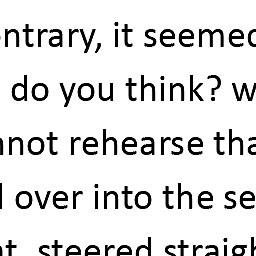 ntrary, it seemed
do you think? w
nnot rehearse tha
l over into the se
t, steered straigh